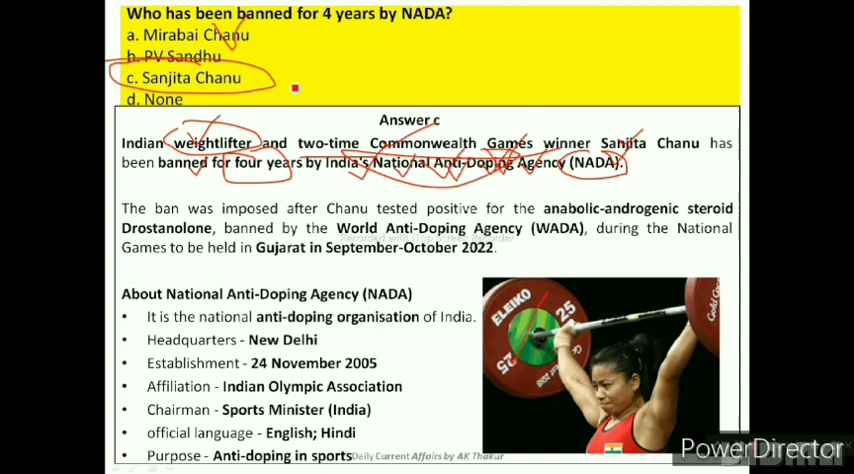 Who has been banned for 4 years by NADA?
a. Mirabai Chanu
b. PV Sandhu
c. Sanjita Chanu
d. None
Answer c
Indian weightlifter and two-time Commonwealth Games winner Sanjita Chanu has
been banned for four years by India's National Anti-Doping Agency (NADA).
The ban was imposed after Chanu tested positive for the anabolic-androgenic steroid
Drostanolone, banned by the World Anti-Doping Agency (WADA), during the National
Games to be held in Gujarat in September-October 2022.
About National Anti-Doping Agency (NADA)
• It is the national anti-doping organisation of India.
• Headquarters - New Delhi
• Establishment - 24 November 2005
• Affiliation - Indian Olympic Association
• Chairman - Sports Minister (India)
• official language - English; Hindi
• Purpose - Anti-doping in sports
Daily Current Affairs by AK Thakur
ELEIKO
25
25
Gold Coast
PowerDirector